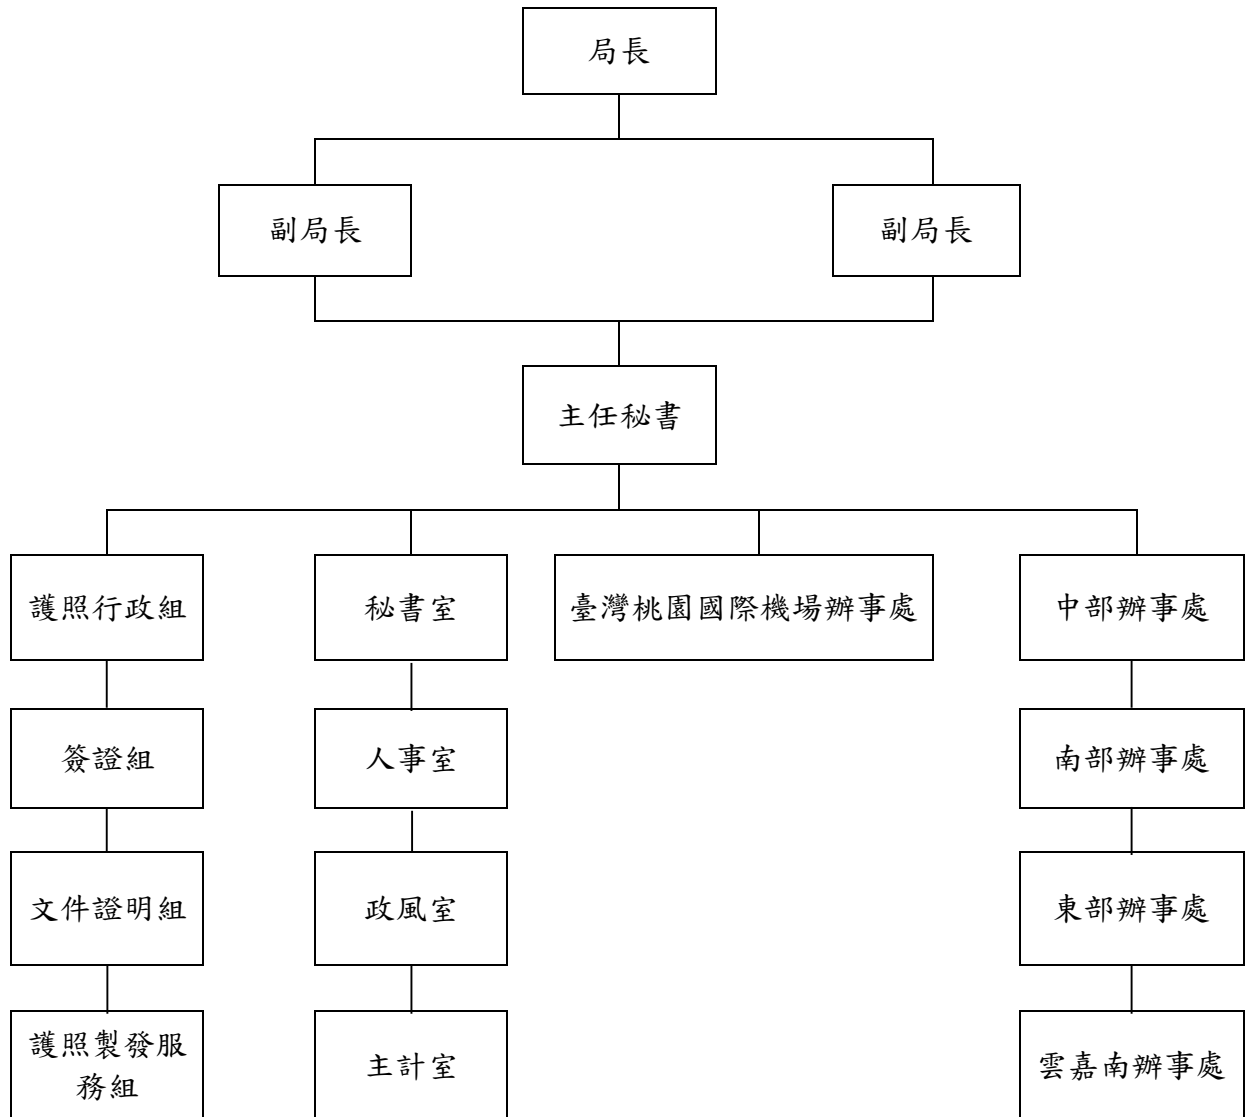 局長
副局長
副局長
主任秘書
護照行政組
秘書室
臺灣桃園國際機場辦事處
中部辦事處
簽證組
人事室
南部辦事處
文件證明組
政風室
東部辦事處
護照製發服
務組
主計室
雲嘉南辦事處